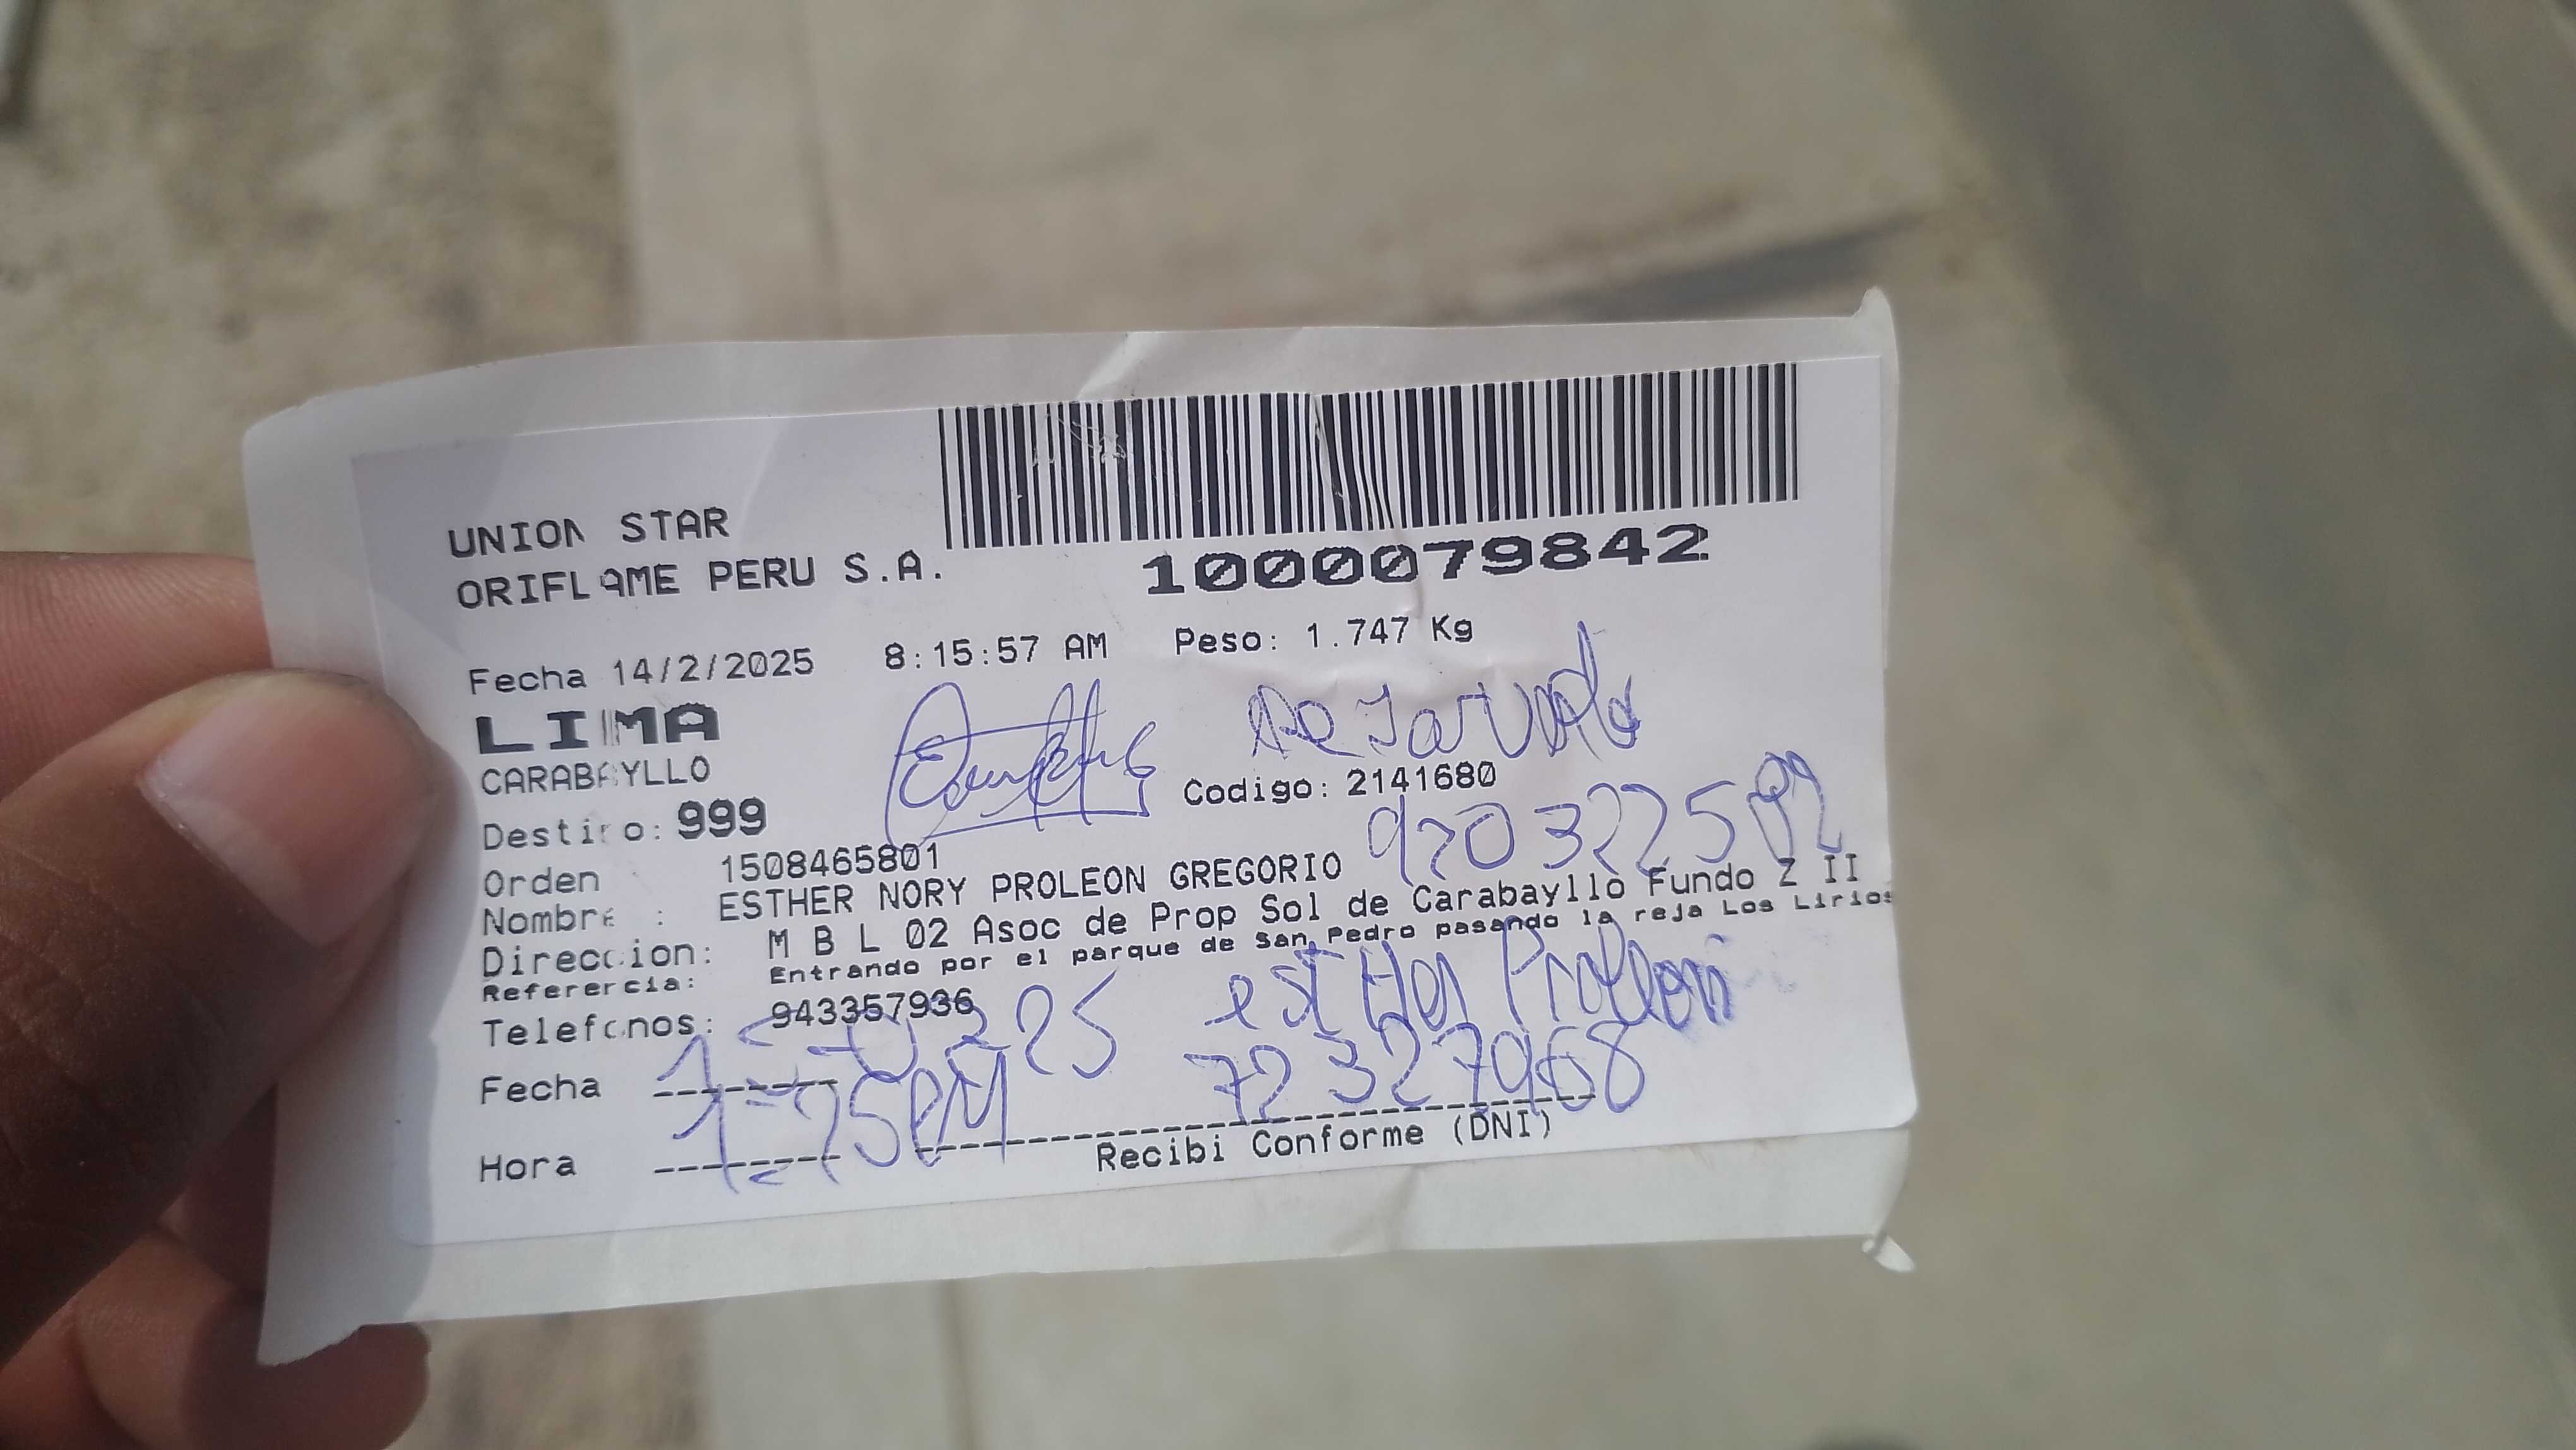 UNION STAR
ORIFLAME PERU S.A.
1000079842
Fecha 14/2/2025 8:15:57 AM Peso: 1.747 Kg
LIMA
CARABAYLLO
Codigo: 2141680
Destino: 999
Orden 1508465801
Nombre : ESTHER NORY PROLEON GREGORIO
Direccion: M B L 02 Asoc de Prop Sol de Carabayllo Fundo Z II
Referencia: Entrando por el parque de San Pedro pasando la reja Los Lirios
estHer Proleon
Telefonos: 943357936
72327968
Fecha
Hora
Recibi Conforme (DNI)